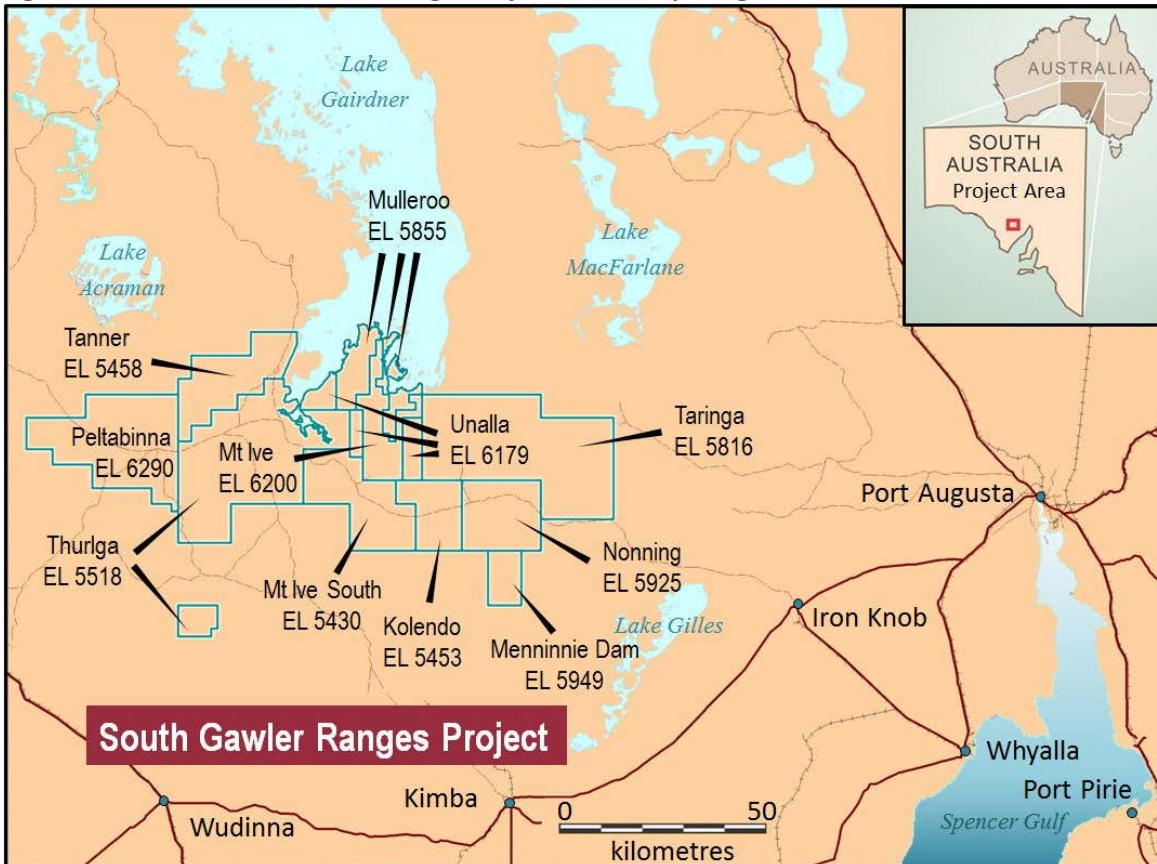 Lake
Gairdner
AUSTRALIA
SOUTH
AUSTRALIA
Project Area
Mulleroo
EL 5855
Lake
MacFarlane
Lake
Acraman
Tanner
EL 5458
Unalla
EL 6179
Taringa
EL 5816
Peltabinna
EL 6290
Mt Ive
EL 6200
Port Augusta
Thurlga
EL 5518
Mt Ive South
EL 5430
Kolendo
EL 5453
Nonning
EL 5925
Menninnie Dam
EL 5949
Lake Gilles
Iron Knob
South Gawler Ranges Project
Whyalla
Port Pirie
Spencer Gulf
Kimba
Wudinna
0 50
kilometres